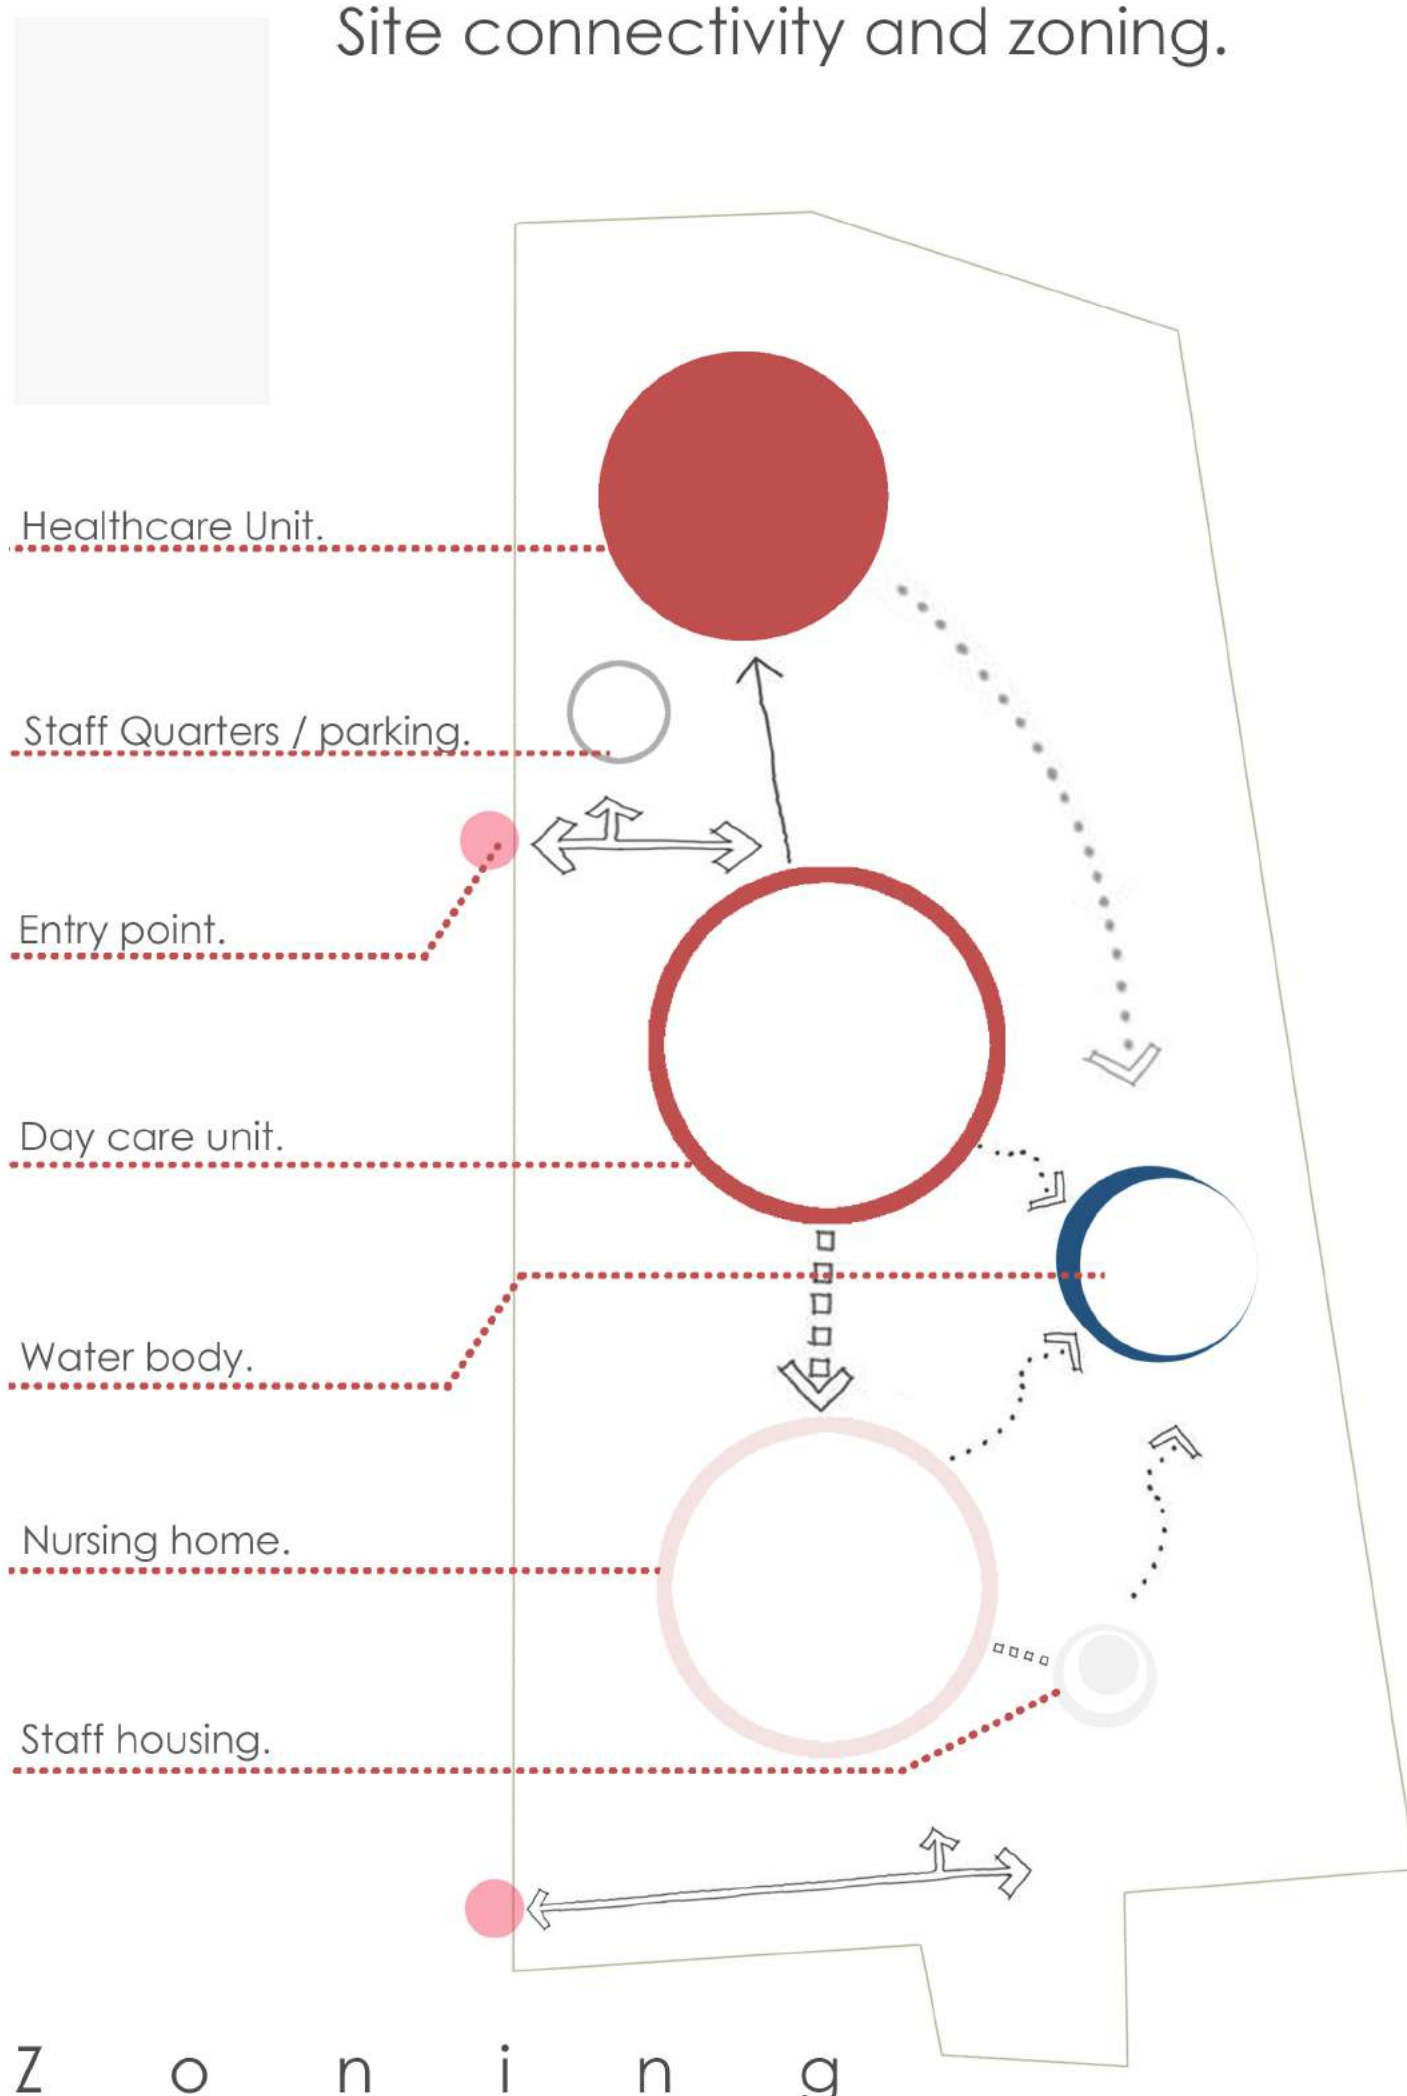 Site connectivity and zoning.
Healthcare Unit.
Staff Quarters / parking.
Entry point.
Day care unit.
Water body.
Nursing home.
Staff housing.
Z o n i n g